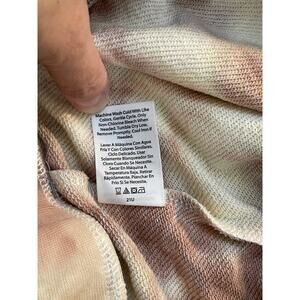 Machine Wash Cold With Like
Colors, Gentle Cycle. Only
Non-Chlorine Bleach When
Needed. Tumble Dry Low.
Remove Promptly. Cool Iron If
Needed.
Lavar A Máquina Con Agua
Fría Y Con Colores Similares.
Ciclo Delicado. Usar
Solamente Blanqueador Sin
Cloro Cuando Se Necesite.
Secar En Máquina A
Temperatura Baja. Retirar
Rápidamente. Planchar En
Frío Si Se Necesita.
21U